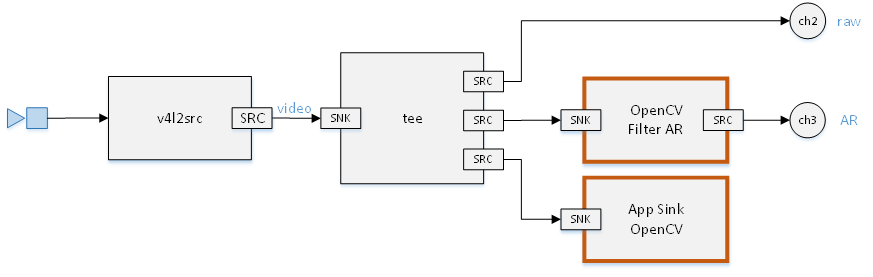 v4l2src
SRC
video
SNK
tee
SRC
SRC
SRC
ch2
raw
SNK
OpenCV
Filter AR
SRC
ch3
AR
SNK
App Sink
OpenCV